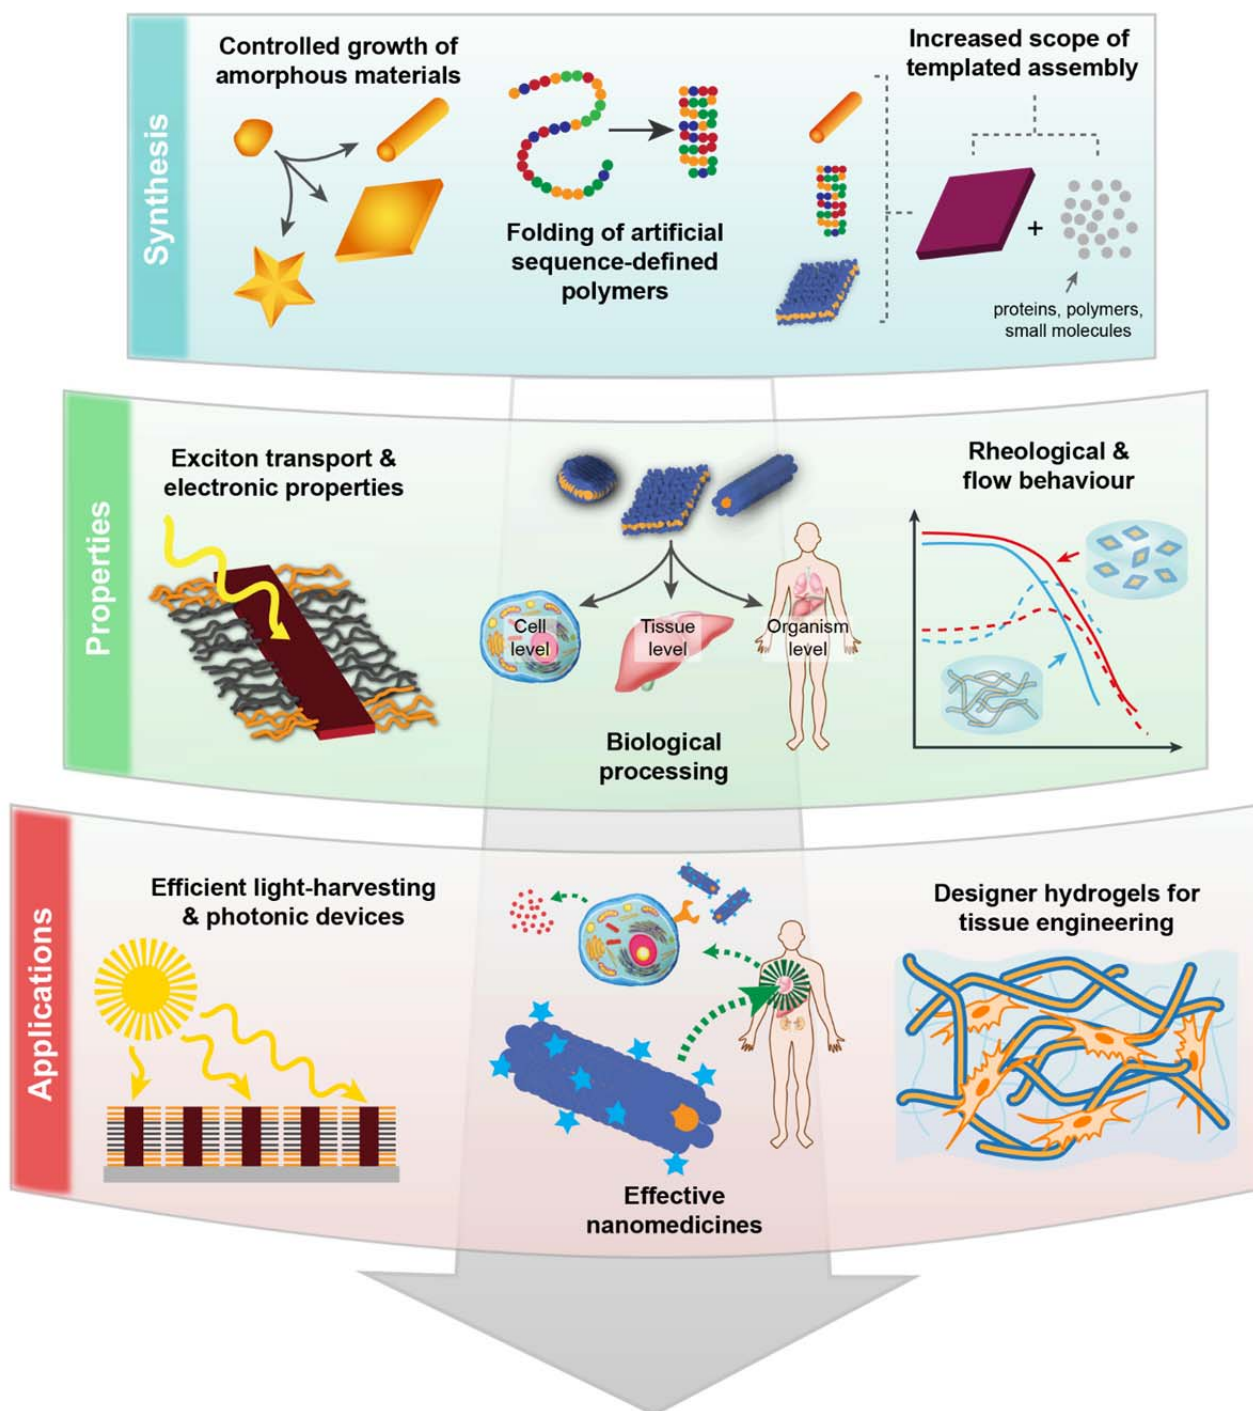 Synthesis
Controlled growth of
amorphous materials
Folding of artificial
sequence-defined
polymers
Increased scope of
templated assembly
+
proteins, polymers,
small molecules
Properties
Exciton transport &
electronic properties
Cell
level
Tissue
level
Organism
level
Biological
processing
Rheological &
flow behaviour
Applications
Efficient light-harvesting
& photonic devices
Effective
nanomedicines
Designer hydrogels for
tissue engineering